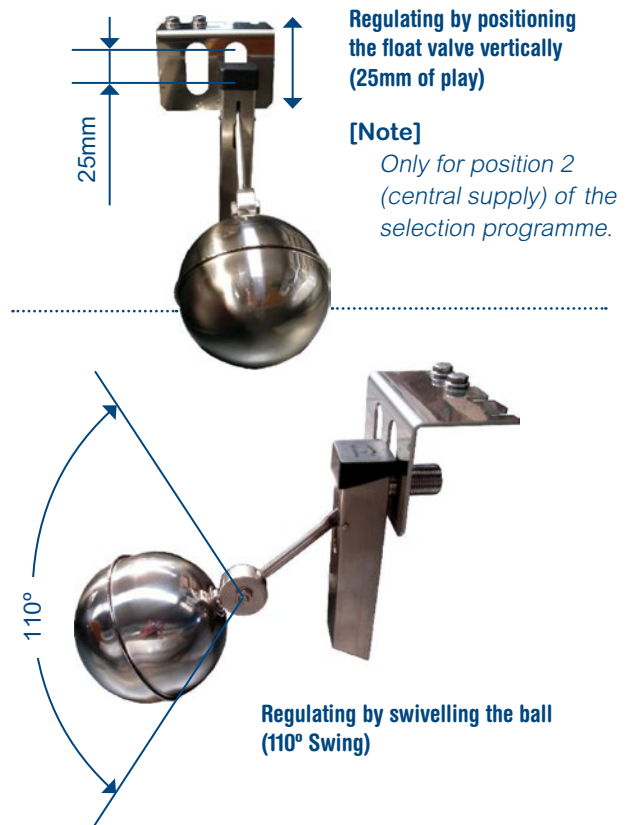 Regulating by positioning
the float valve vertically
(25mm of play)
[Note]
Only for position 2
(central supply) of the
selection programme.
25mm
110º
Regulating by swivelling the ball
(110º Swing)